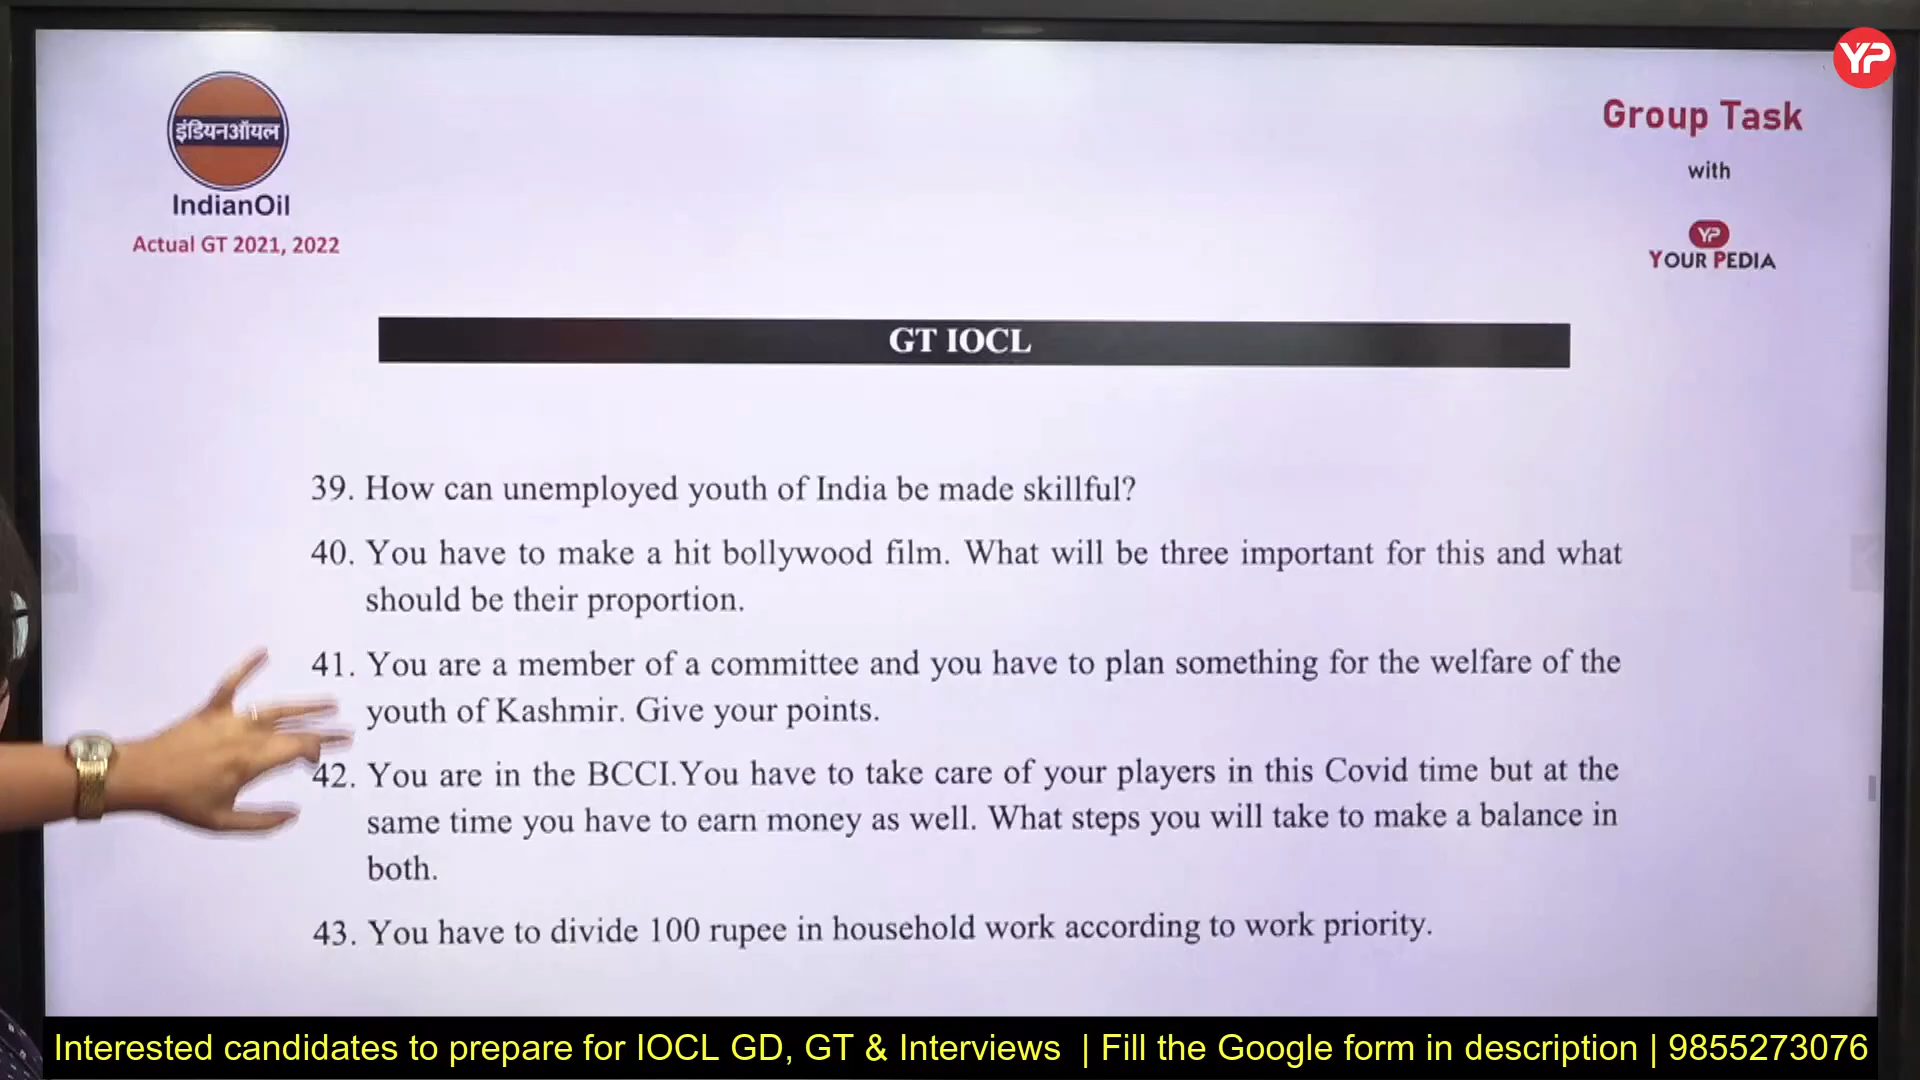 YP
इंडियनऑयल
IndianOil
Actual GT 2021, 2022
Group Task
with
YP
YOUR PEDIA
GT IOCL
39. How can unemployed youth of India be made skillful?
40. You have to make a hit bollywood film. What will be three important for this and what
should be their proportion.
41. You are a member of a committee and you have to plan something for the welfare of the
youth of Kashmir. Give your points.
42. You are in the BCCI.You have to take care of your players in this Covid time but at the
same time you have to earn money as well. What steps you will take to make a balance in
both.
43. You have to divide 100 rupee in household work according to work priority.
Interested candidates to prepare for IOCL GD, GT & Interviews | Fill the Google form in description | 9855273076